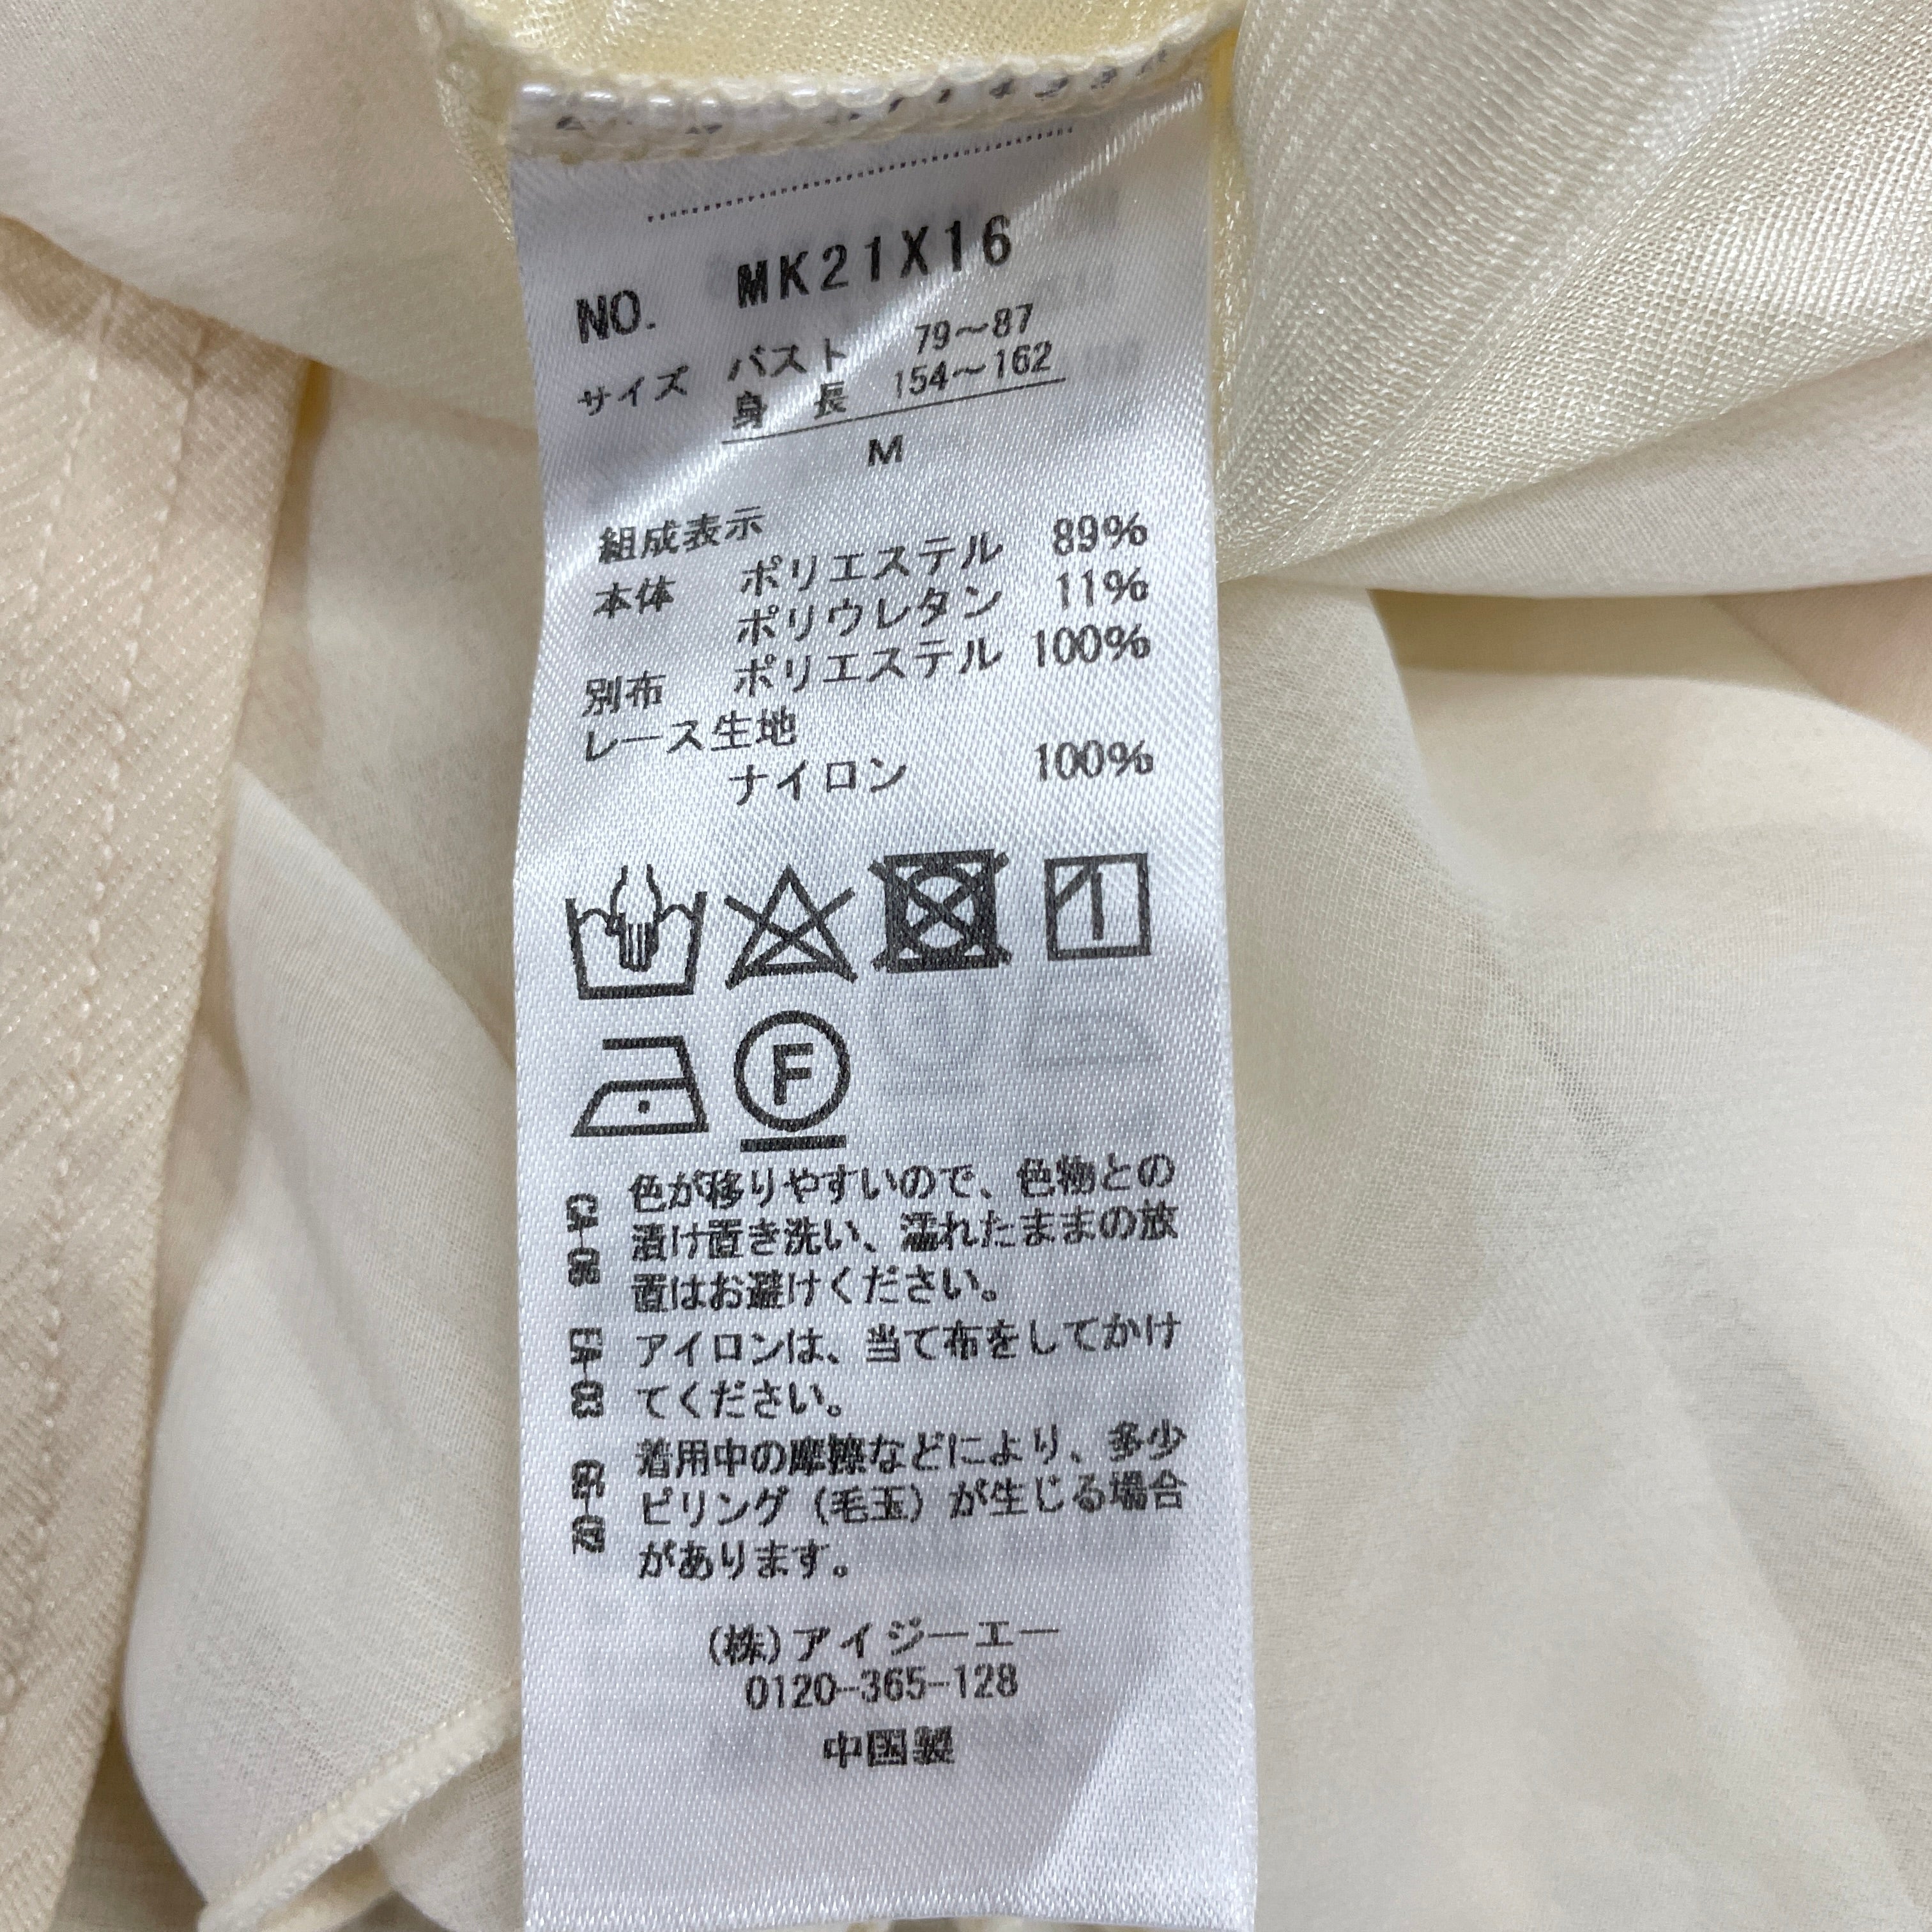 NO. MK21X16
サイズ バスト 79～87
身 長 154～162
M
組成表示
本体 ポリエステル 89%
ポリウレタン 11%
別布 ポリエステル 100%
レース生地
ナイロン 100%
F
CA-06 色が移りやすいので、色物との
漬け置き洗い、濡れたままの放
置はお避けください。
EA-03 アイロンは、当て布をしてかけ
てください。
着用中の摩擦などにより、多少
ピリング（毛玉）が生じる場合
があります。
(株)アイジーエー
0120-365-128
中国製